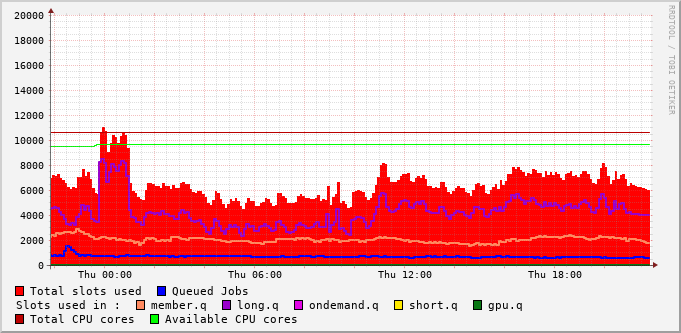 20000
18000
16000
14000
12000
10000
8000
6000
4000
2000
0
Thu 00:00 Thu 06:00 Thu 12:00 Thu 18:00
RRDTOOL / TOBI OETIKER
Total slots used Queued Jobs
Slots used in : member.q long.q ondemand.q short.q gpu.q
Total CPU cores Available CPU cores